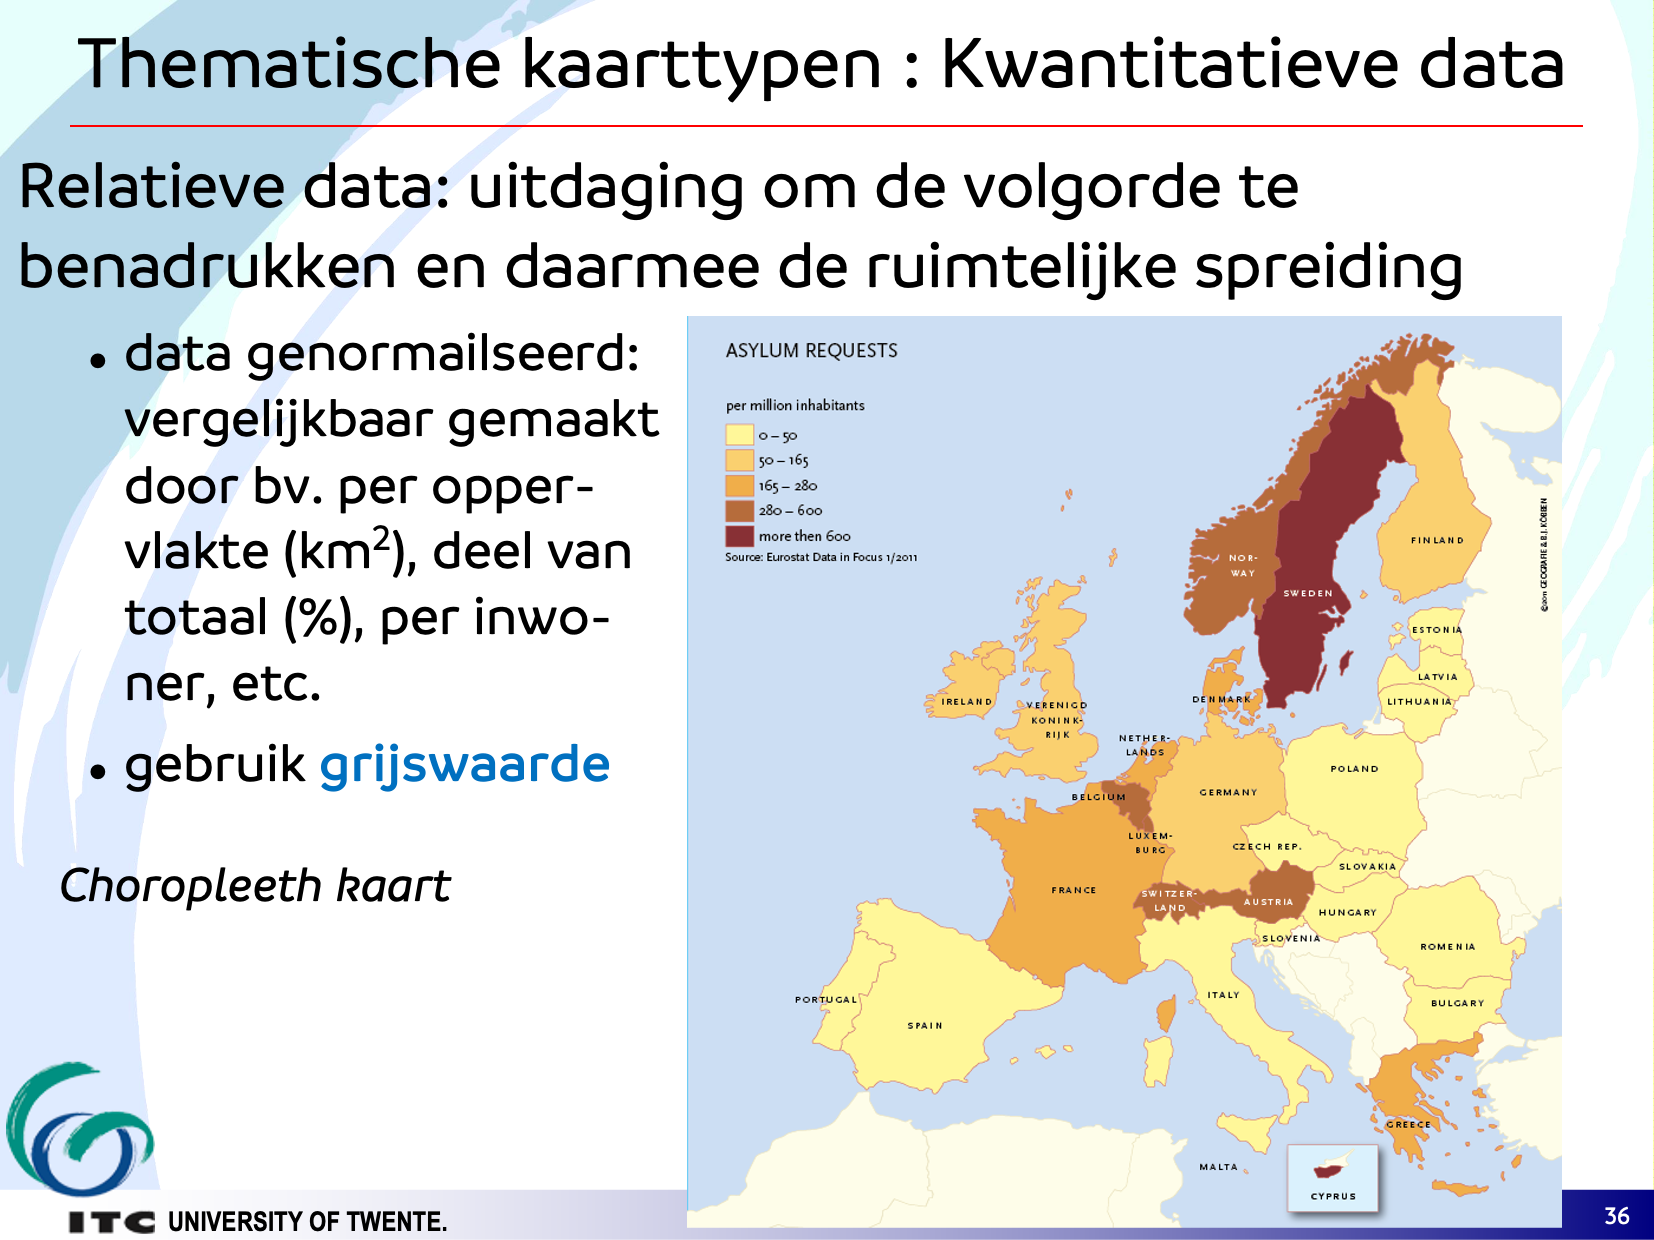 Thematische kaarttypen : Kwantitatieve data
Relatieve data: uitdaging om de volgorde te
benadrukken en daarmee de ruimtelijke spreiding
• data genormailseerd:
vergelijkbaar gemaakt
door bv. per opper-
vlakte (km²), deel van
totaal (%), per inwo-
ner, etc.
• gebruik grijswaarde
Choropleeth kaart
ASYLUM REQUESTS
per million inhabitants
0 – 50
50 – 165
165 – 280
280 – 600
more then 600
Source: Eurostat Data in Focus 1/2011
©2011 GEOGRAFIE & B.J. KÖBBEN
NOR-
WAY
SWEDEN
FINLAND
ESTONIA
LATVIA
LITHUANIA
DENMARK
IRELAND
VERENIGD
KONINK-
RIJK
NETHER-
LANDS
BELGIUM
LUXEM-
BURG
GERMANY
POLAND
CZECH REP.
SLOVAKIA
FRANCE
SWITZER-
LAND
AUSTRIA
HUNGARY
SLOVENIA
ROMENIA
BULGARY
ITALY
PORTUGAL
SPAIN
GREECE
MALTA
CYPRUS
ITC UNIVERSITY OF TWENTE.
36